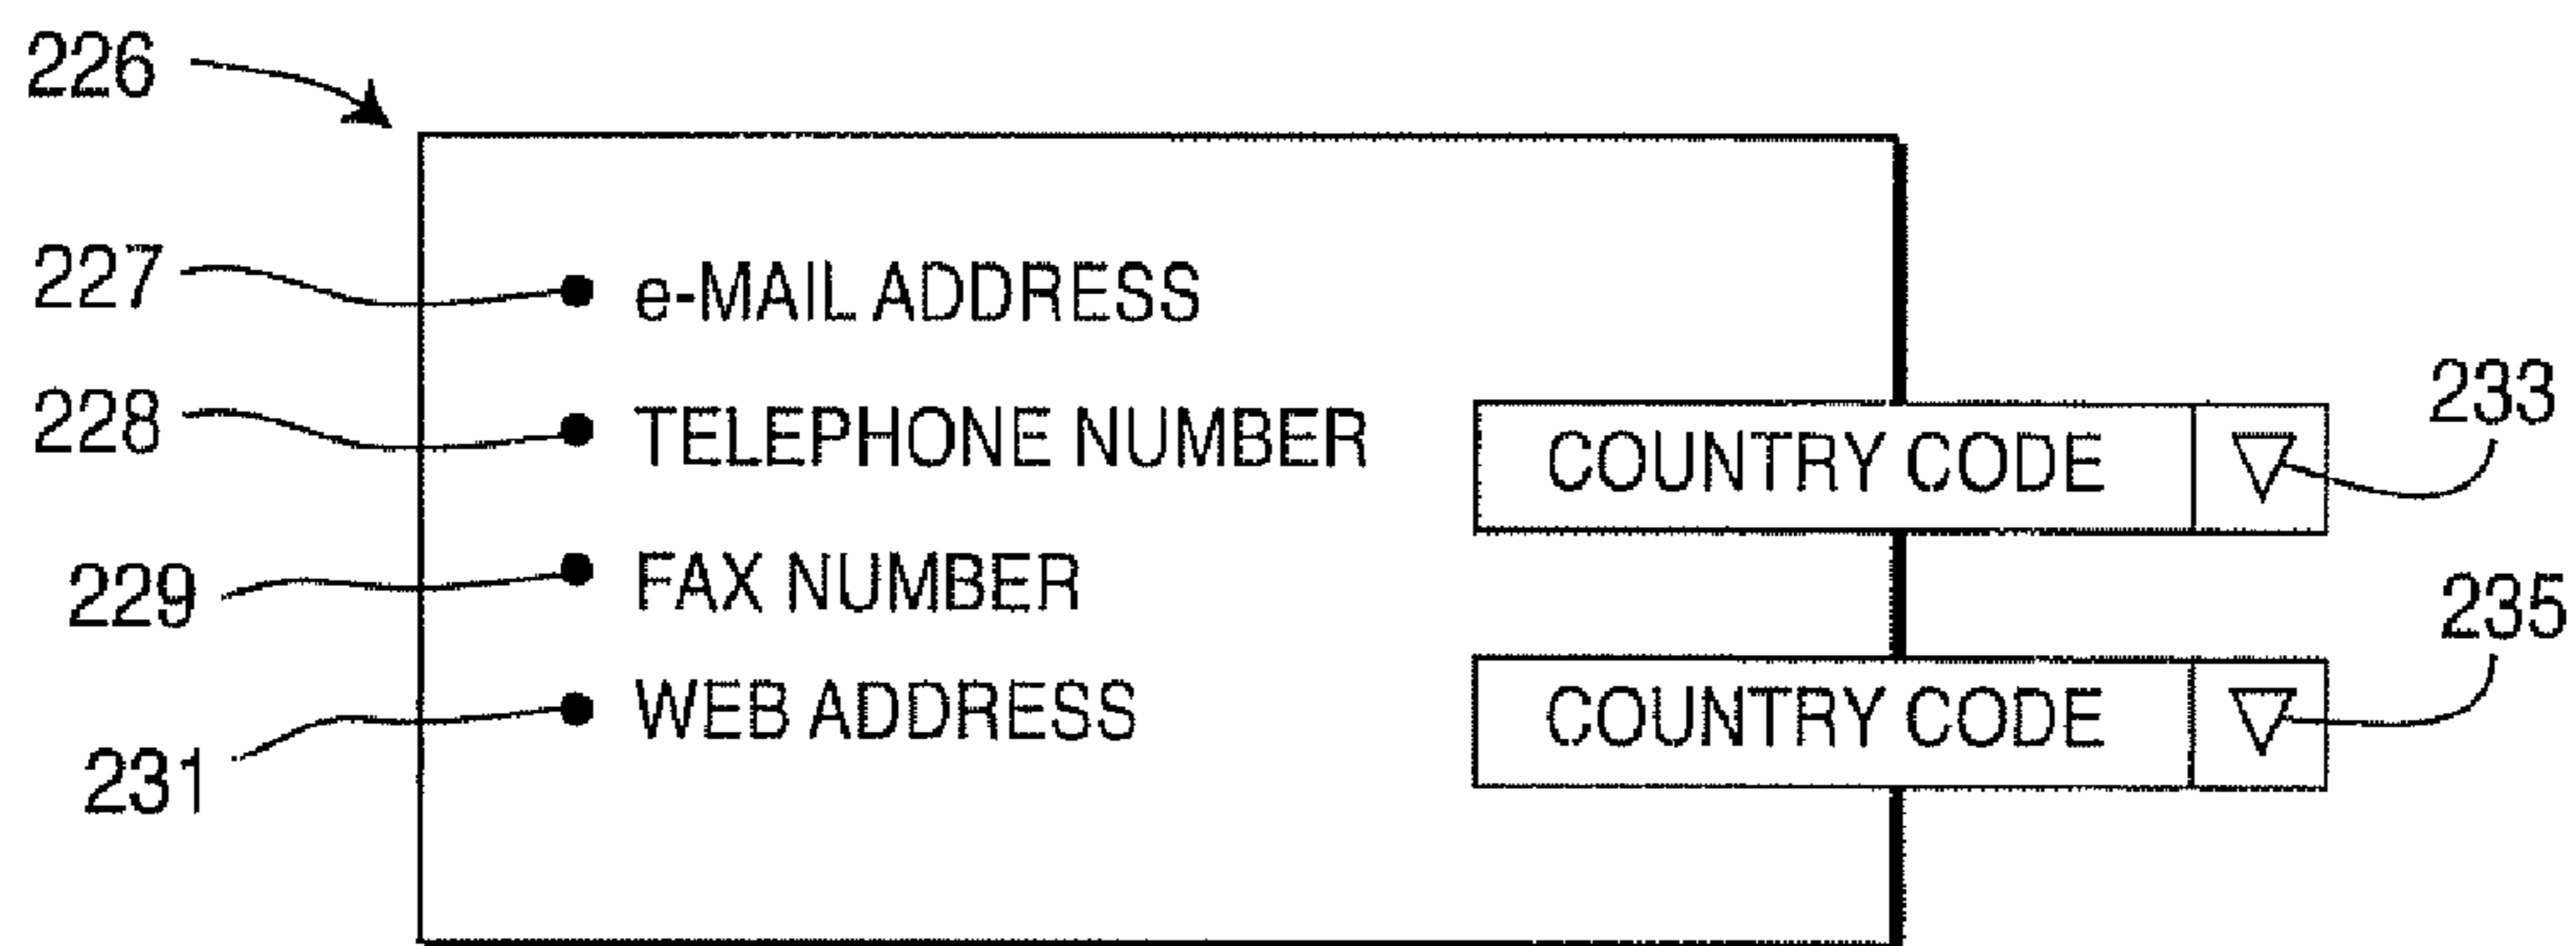 226
227 e-MAIL ADDRESS
228 TELEPHONE NUMBER COUNTRY CODE 233
229 FAX NUMBER
231 WEB ADDRESS COUNTRY CODE 235